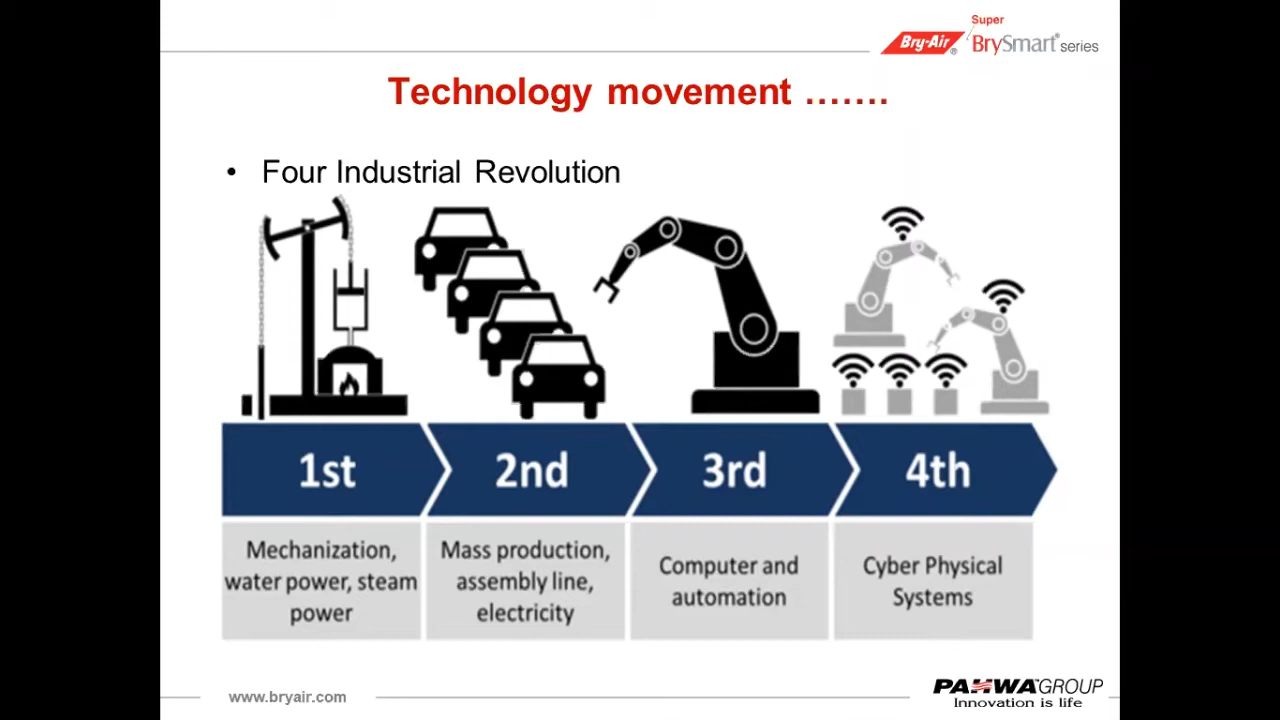 Super
Bry-Air® BrySmart® series
Technology movement .......
• Four Industrial Revolution
1st 2nd 3rd 4th
Mechanization, water power, steam power
Mass production, assembly line, electricity
Computer and automation
Cyber Physical Systems
www.bryair.com
PAHWA GROUP
Innovation is life